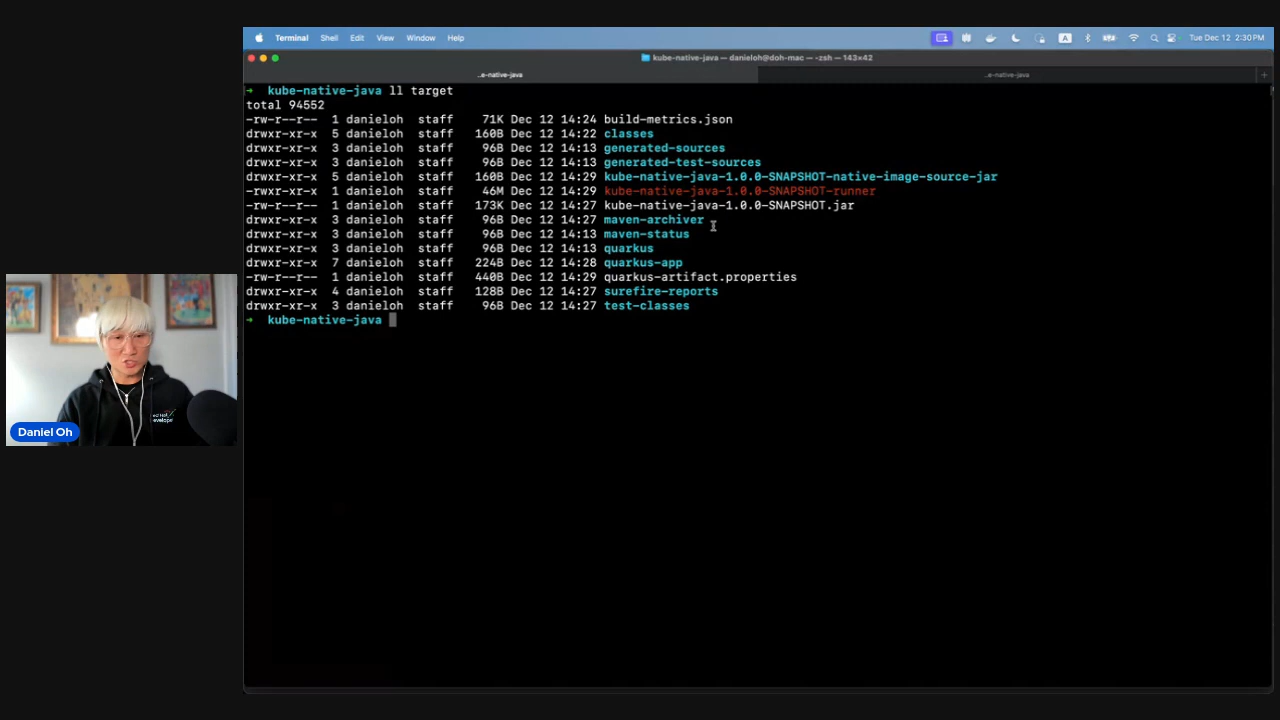 Terminal Shell Edit View Window Help
A
Tue Dec 12 2:30 PM
kube-native-java — danieloh@doh-mac — -zsh — 143×42
..e-native-java
..e-native-java
+
→ kube-native-java ll target
total 94552
-rw-r--r-- 1 danieloh staff 71K Dec 12 14:24 build-metrics.json
drwxr-xr-x 5 danieloh staff 160B Dec 12 14:22 classes
drwxr-xr-x 3 danieloh staff 96B Dec 12 14:13 generated-sources
drwxr-xr-x 3 danieloh staff 96B Dec 12 14:13 generated-test-sources
drwxr-xr-x 5 danieloh staff 160B Dec 12 14:29 kube-native-java-1.0.0-SNAPSHOT-native-image-source-jar
-rwxr-xr-x 1 danieloh staff 46M Dec 12 14:29 kube-native-java-1.0.0-SNAPSHOT-runner
-rw-r--r-- 1 danieloh staff 173K Dec 12 14:27 kube-native-java-1.0.0-SNAPSHOT.jar
drwxr-xr-x 3 danieloh staff 96B Dec 12 14:27 maven-archiver
drwxr-xr-x 3 danieloh staff 96B Dec 12 14:13 maven-status
drwxr-xr-x 3 danieloh staff 96B Dec 12 14:13 quarkus
drwxr-xr-x 7 danieloh staff 224B Dec 12 14:28 quarkus-app
-rw-r--r-- 1 danieloh staff 440B Dec 12 14:29 quarkus-artifact.properties
drwxr-xr-x 4 danieloh staff 128B Dec 12 14:27 surefire-reports
drwxr-xr-x 3 danieloh staff 96B Dec 12 14:27 test-classes
→ kube-native-java
Daniel Oh